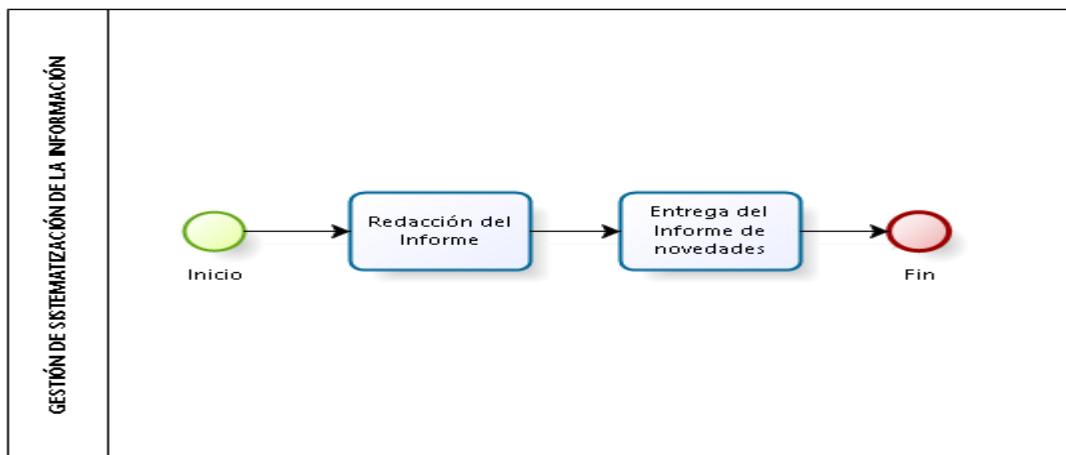 GESTIÓN DE SISTEMATIZACIÓN DE LA INFORMACIÓN
Inicio
Redacción del
Informe
Entrega del
Informe de
novedades
Fin